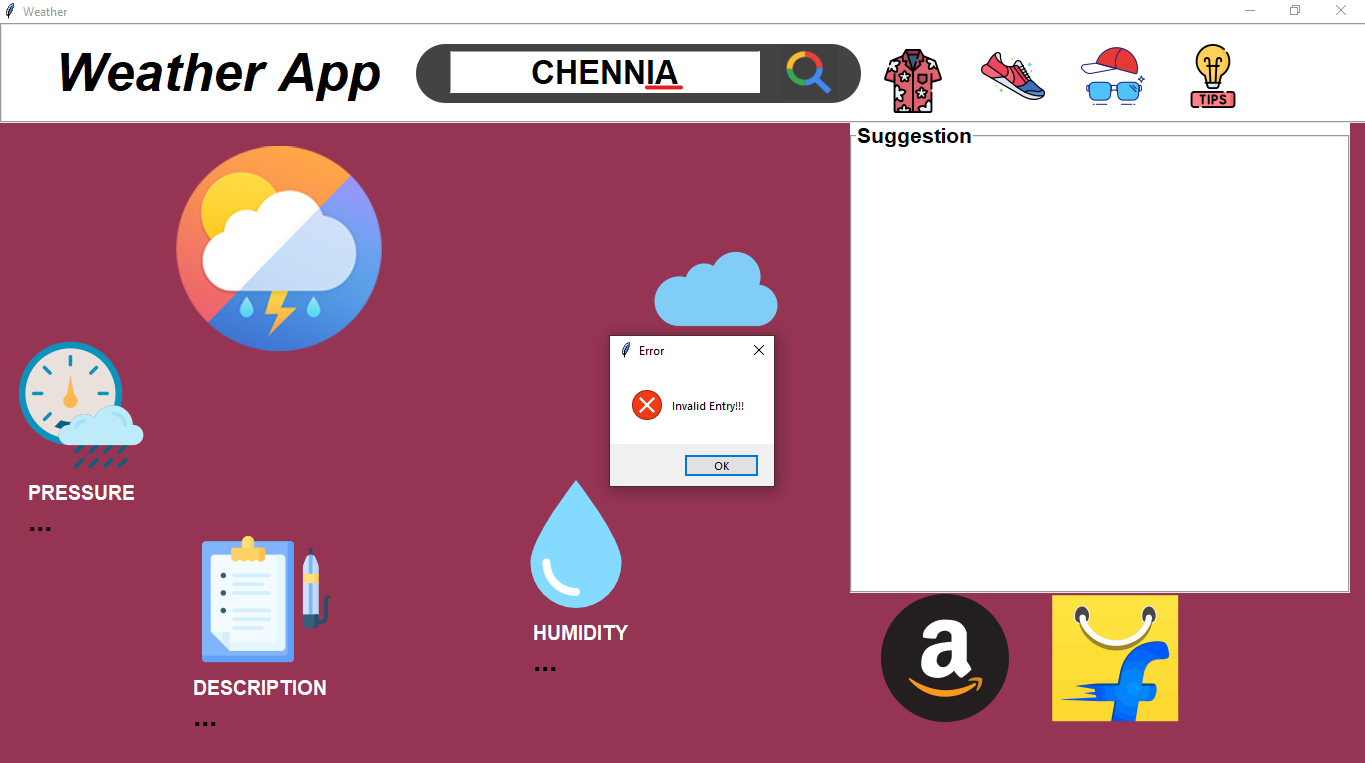 Weather
Weather App
CHENNIA
TIPS
Suggestion
Error
Invalid Entry!!!
OK
PRESSURE
...
HUMIDITY
...
DESCRIPTION
...
a
f